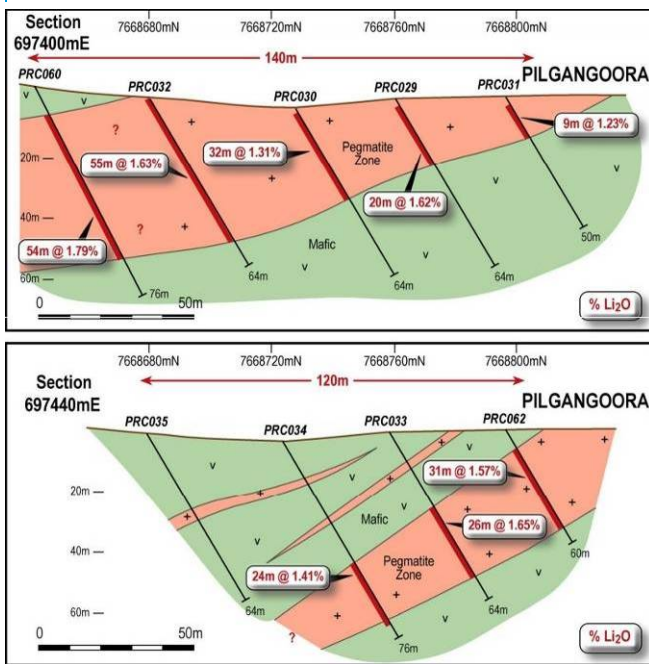 Section
697400mE
7668680mN
7668720mN
7668760mN
7668800mN
140m
PILGANGOORA
PRC060
PRC032
PRC030
PRC029
PRC031
v
v
?
+
+
+
9m @ 1.23%
32m @ 1.31%
Pegmatite
Zone
20m
55m @ 1.63%
+
+
v
20m @ 1.62%
40m
?
+
v
Mafic
50m
54m @ 1.79%
v
v
60m
64m
64m
64m
76m
0
50m
% Li₂O
7668680mN
7668720mN
7668760mN
7668800mN
Section
697440mE
120m
PILGANGOORA
PRC035
PRC034
PRC033
PRC062
+
v
+
+
v
31m @ 1.57%
v
+
20m
+
+
+
+
v
Mafic
26m @ 1.65%
40m
v
+
Pegmatite
Zone
+
60m
24m @ 1.41%
v
60m
64m
+
+
64m
?
v
76m
0
50m
% Li₂O